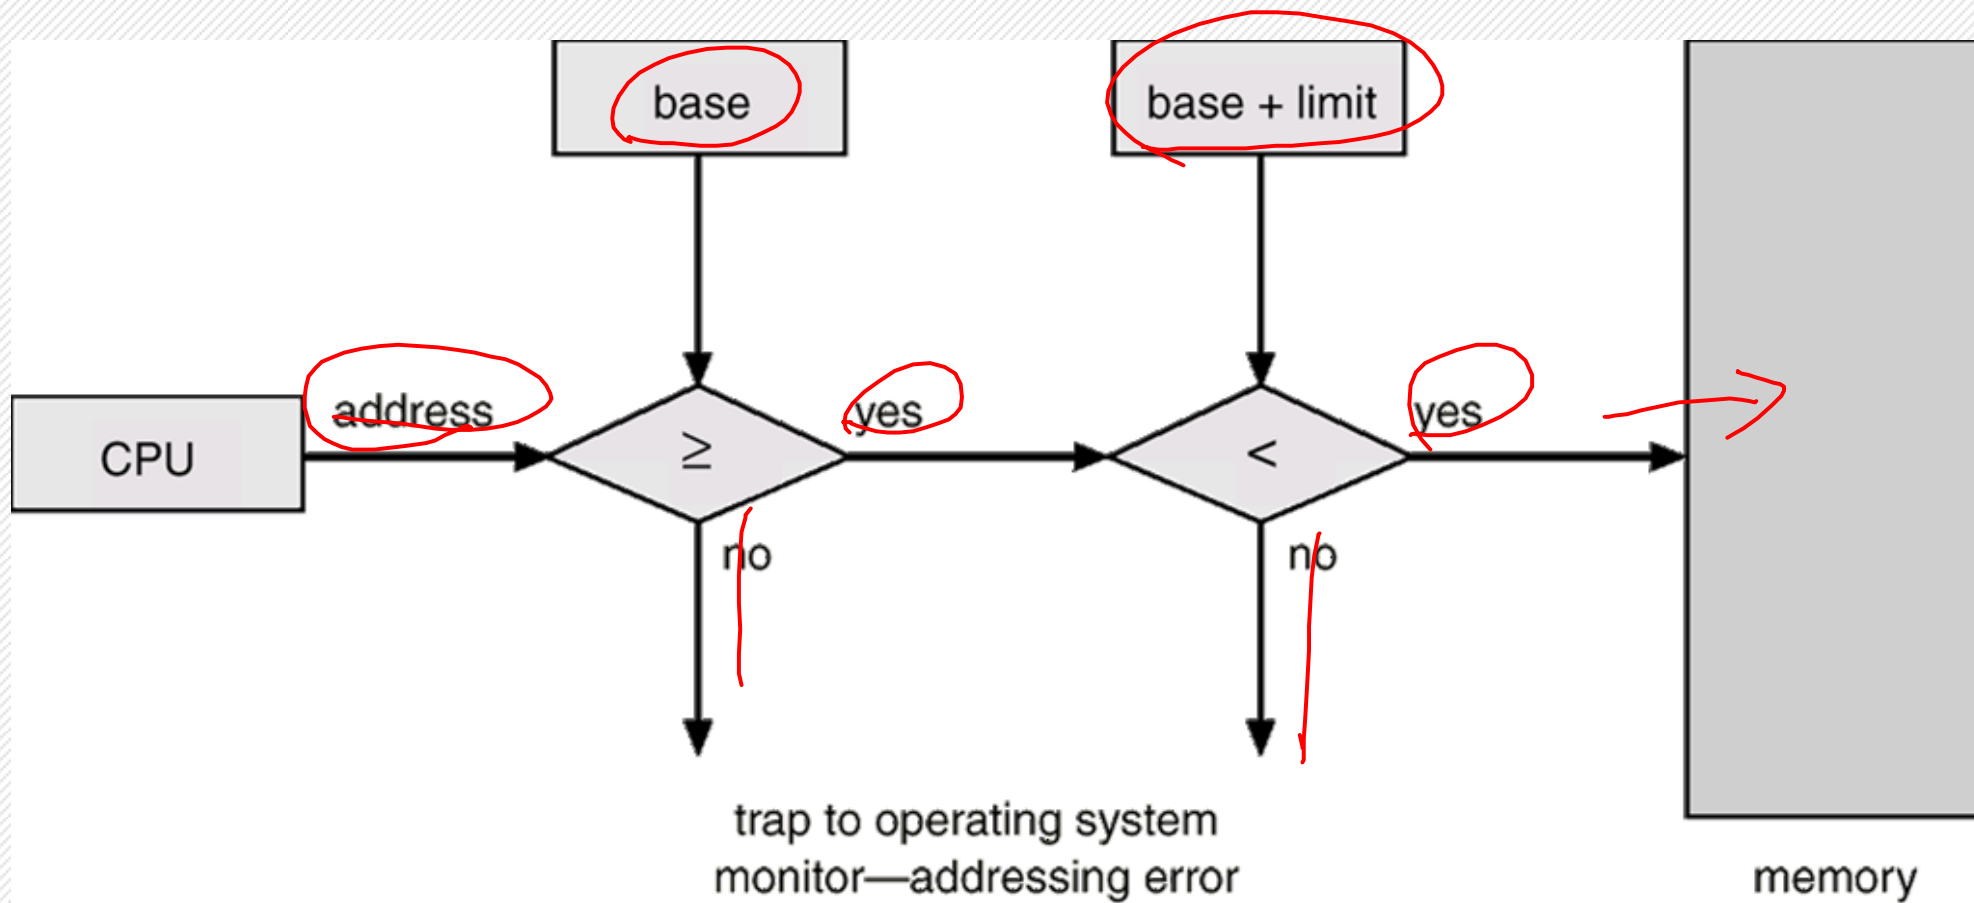 base
base + limit
address
yes
yes
CPU
≥
<
no
no
trap to operating system
monitor—addressing error
memory